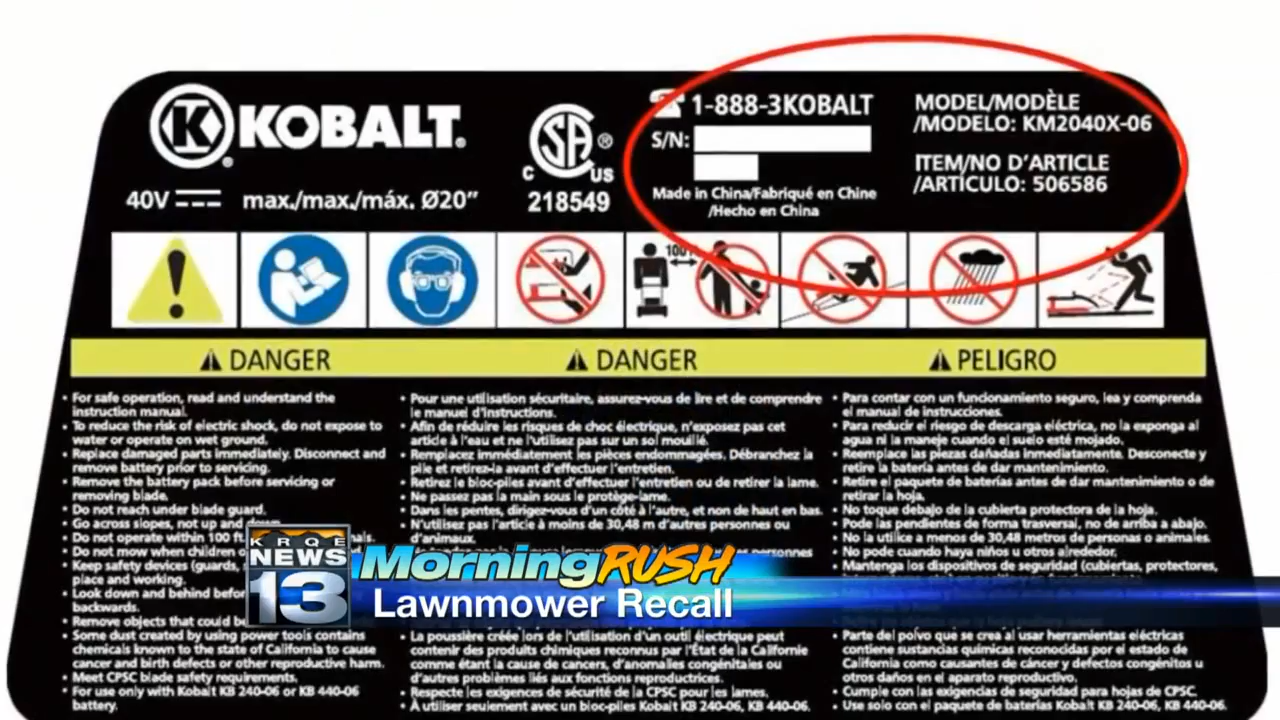 KOBALT.
40V max./max./máx. Ø20"
CSA
C US
218549
1-888-3KOBALT
S/N:
Made in China/Fabriqué en Chine
/Hecho en China
MODEL/MODÈLE
/MODELO: KM2040X-06
ITEM/NO D'ARTICLE
/ARTÍCULO: 506586
100
DANGER
• For safe operation, read and understand the
instruction manual.
• To reduce the risk of electric shock, do not expose to
water or operate on wet ground.
• Replace damaged parts immediately. Disconnect and
remove battery prior to servicing.
• Remove the battery pack before servicing or
removing blade.
• Do not reach under blade guard.
• Go across slopes, not up and down.
• Do not operate within 100 ft.
• Do not mow when children o
• Keep safety devices (guards,
place and working.
• Look down and behind befor
backwards.
• Remove objects that could be
• Some dust created by using power tools contains
chemicals known to the state of California to cause
cancer and birth defects or other reproductive harm.
• Meet CPSC blade safety requirements.
• For use only with Kobalt KB 240-06 or KB 440-06
battery.
DANGER
• Pour une utilisation sécuritaire, assurez-vous de lire et de comprendre
le manuel d'instructions.
• Afin de réduire les risques de choc électrique, n'exposez pas cet
article à l'eau et ne l'utilisez pas sur un sol mouillé.
• Remplacez immédiatement les pièces endommagées. Débranchez la
pile et retirez-la avant d'effectuer l'entretien.
• Retirez le bloc-piles avant d'effectuer l'entretien ou de retirer la lame.
• Ne passez pas la main sous le protège-lame.
• Dans les pentes, dirigez-vous d'un côté à l'autre, et non de haut en bas.
• N'utilisez pas l'article à moins de 30,48 m d'autres personnes ou
d'animaux.
personnes
• La poussière créée lors de l'utilisation d'un outil électrique peut
contenir des produits chimiques reconnus par l'État de la Californie
comme étant la cause de cancers, d'anomalies congénitales ou
d'autres problèmes liés aux fonctions reproductrices.
• Respecte les exigences de sécurité de la CPSC pour les lames.
• À utiliser seulement avec un bloc-piles Kobalt KB 240-06, KB 440-06.
PELIGRO
• Para contar con un funcionamiento seguro, lea y comprenda
el manual de instrucciones.
• Para reducir el riesgo de descarga eléctrica, no la exponga al
agua ni la maneje cuando el suelo esté mojado.
• Reemplace las piezas dañadas inmediatamente. Desconecte y
retire la batería antes de dar mantenimiento.
• Retire el paquete de baterías antes de dar mantenimiento o de
retirar la hoja.
• No toque debajo de la cubierta protectora de la hoja.
• Pode las pendientes de forma trasversal, no de arriba a abajo.
• No la utilice a menos de 30,48 metros de personas o animales.
• No pode cuando haya niños u otros alrededor.
• Mantenga los dispositivos de seguridad (cubiertas, protectores,
• Parte del polvo que se crea al usar herramientas eléctricas
contiene sustancias químicas reconocidas por el estado de
California como causantes de cáncer y defectos congénitos u
otros daños en el aparato reproductivo.
• Cumple con las exigencias de seguridad para hojas de CPSC.
• Use solo con el paquete de baterías Kobalt KB 240-06, KB 440-06.
KRQE
NEWS
13
MorningRUSH
Lawnmower Recall